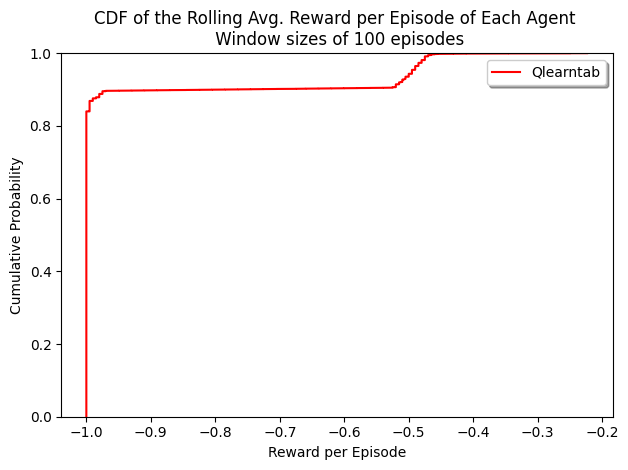 CDF of the Rolling Avg. Reward per Episode of Each Agent
Window sizes of 100 episodes
Qlearntab
1.0
0.8
0.6
0.4
0.2
0.0
Cumulative Probability
−1.0 −0.9 −0.8 −0.7 −0.6 −0.5 −0.4 −0.3 −0.2
Reward per Episode